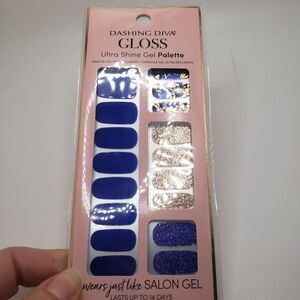 DASHING DIVA
GLOSS
Ultra Shine Gel Palette
wears just like SALON GEL
LASTS UP TO 14 DAYS